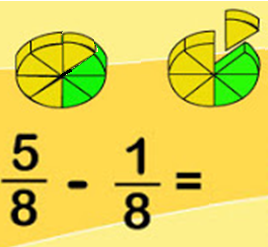 5/8 - 1/8 =